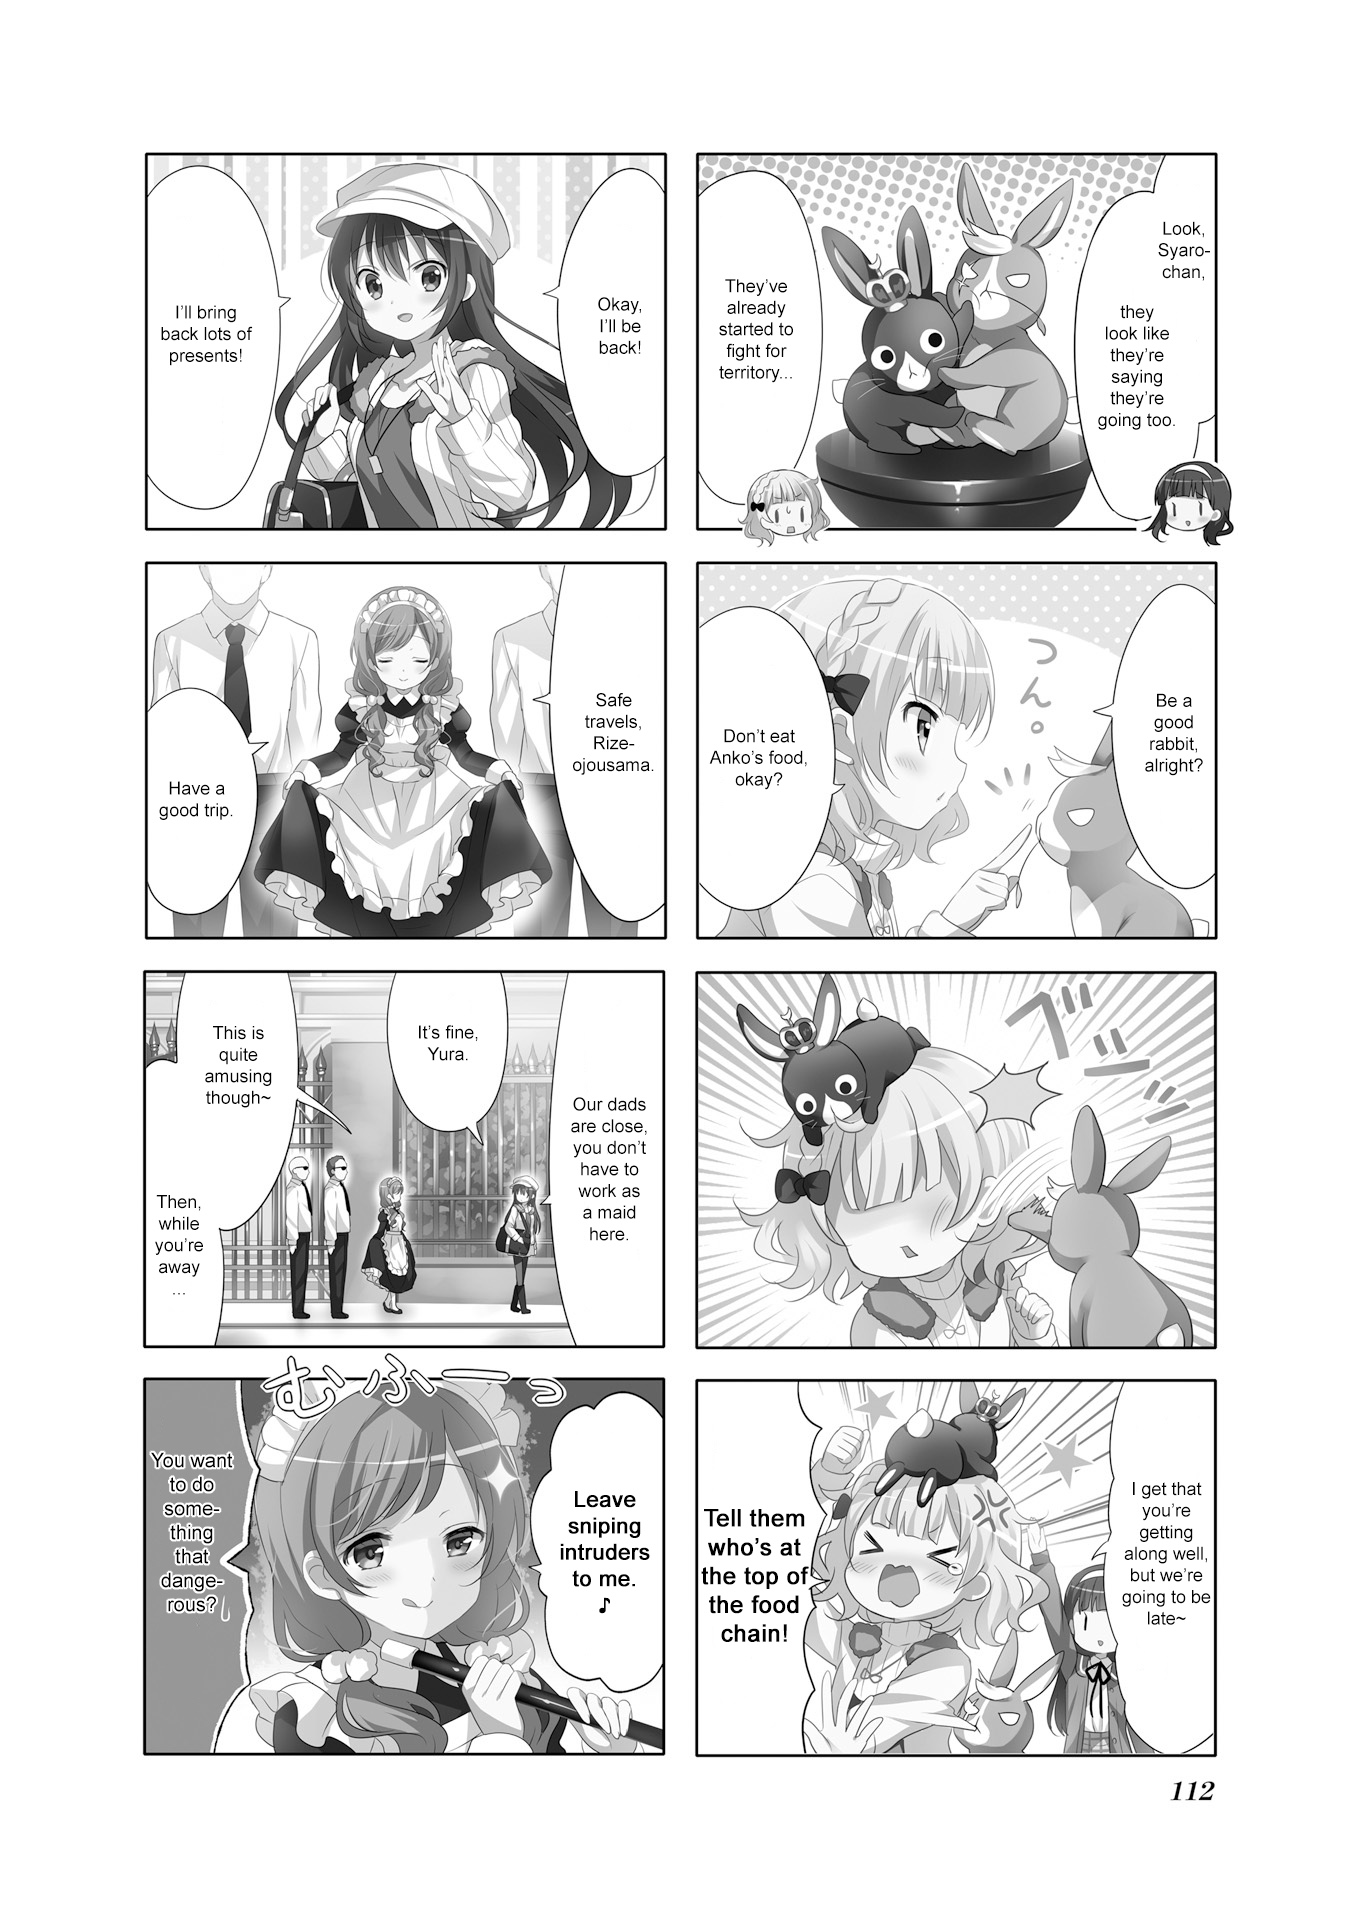 Look,
Syaro-
chan,
they
look like
they're
saying
they're
going too.
They've
already
started to
fight for
territory...
Be a
good
rabbit,
alright?
つん。
Don't eat
Anko's food,
okay?
ブブッ
I get that
you're
getting
along well,
but we're
going to be
late~
Tell them
who's at
the top of
the food
chain!
Okay,
I'll be
back!
I'll bring
back lots of
presents!
Safe
travels,
Rize-
ojousama.
Have a
good trip.
Our dads
are close,
you don't
have to
work as
a maid
here.
It's fine,
Yura.
This is
quite
amusing
though~
Then,
while
you're
away
...
むふーっ
Leave
sniping
intruders
to me.
♪
You want
to do
some-
thing
that
dange-
rous?
112